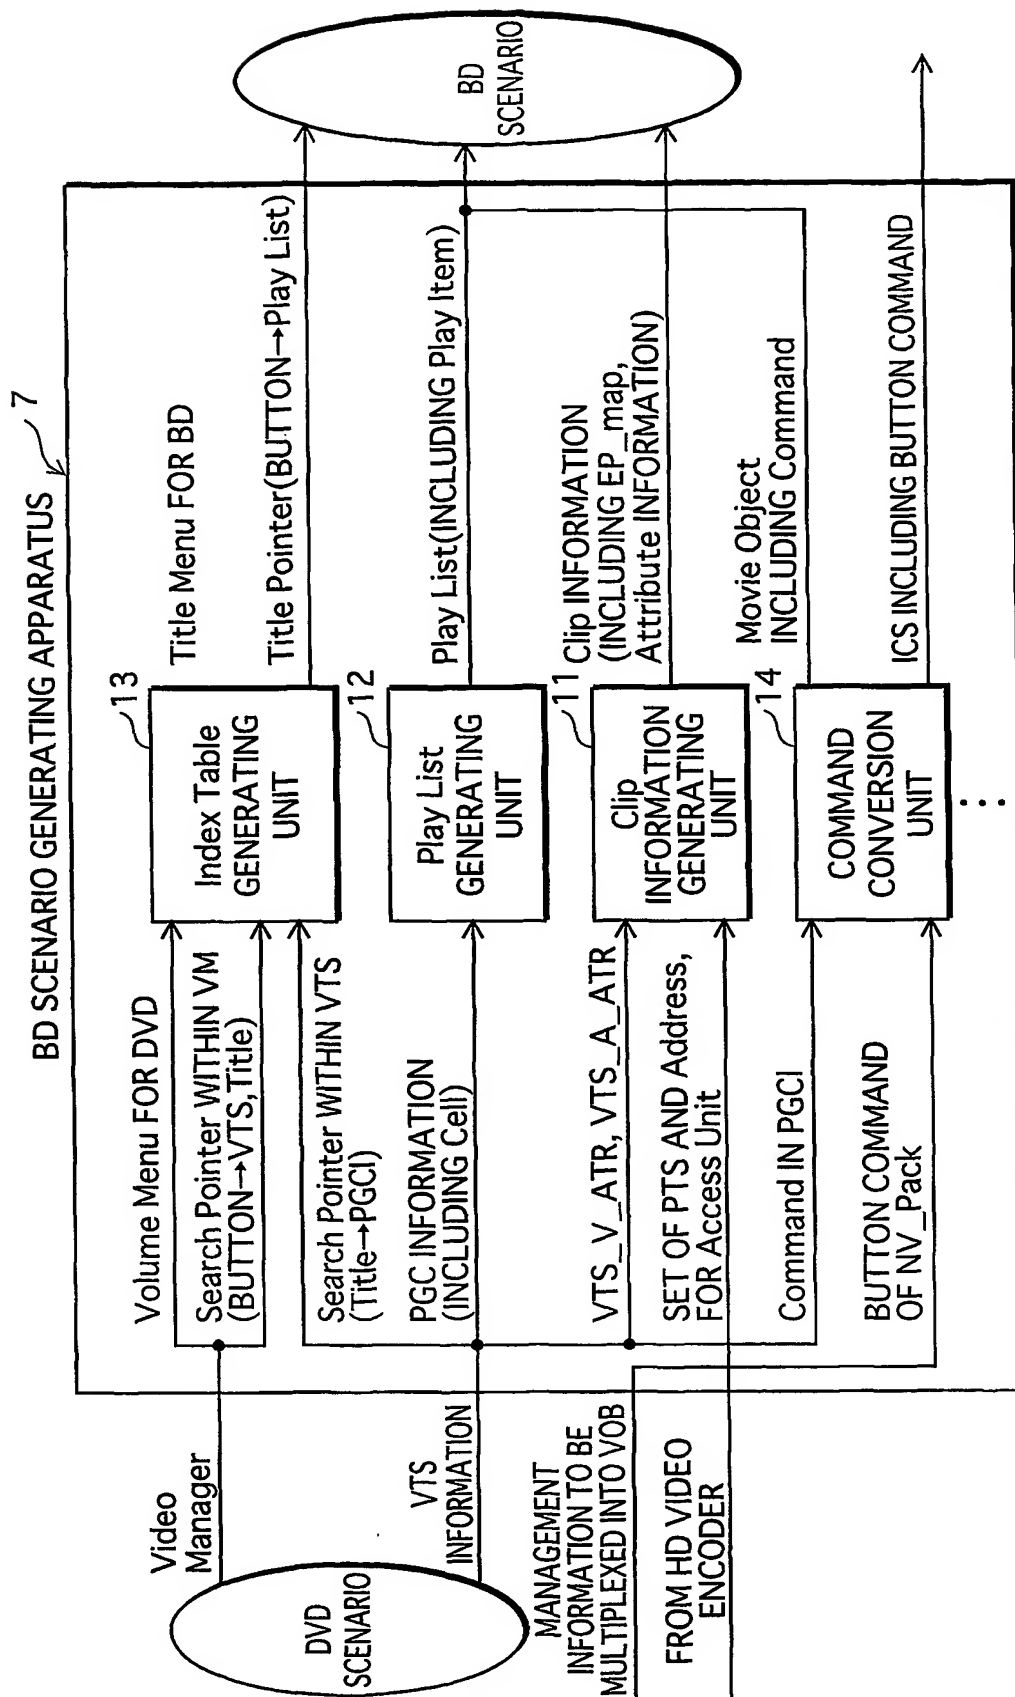 BD SCENARIO GENERATING APPARATUS
7
DVD
SCENARIO
Video
Manager
VTS
INFORMATION
MANAGEMENT
INFORMATION TO BE
MULTIPLEXED INTO VOB
FROM HD VIDEO
ENCODER
Volume Menu FOR DVD
Search Pointer WITHIN VM
(BUTTON→VTS,Title)
Search Pointer WITHIN VTS
(Title→PGCI)
PGC INFORMATION
(INCLUDING Cell)
VTS_V_ATR, VTS_A_ATR
SET OF PTS AND Address,
FOR Access Unit
Command IN PGCI
BUTTON COMMAND
OF NV_Pack
13
Index Table
GENERATING
UNIT
12
Play List
GENERATING
UNIT
11
Clip
INFORMATION
GENERATING
UNIT
14
COMMAND
CONVERSION
UNIT
...
Title Menu FOR BD
Title Pointer(BUTTON→Play List)
Play List(INCLUDING Play Item)
Clip INFORMATION
(INCLUDING EP_map,
Attribute INFORMATION)
Movie Object
INCLUDING Command
ICS INCLUDING BUTTON COMMAND
BD
SCENARIO